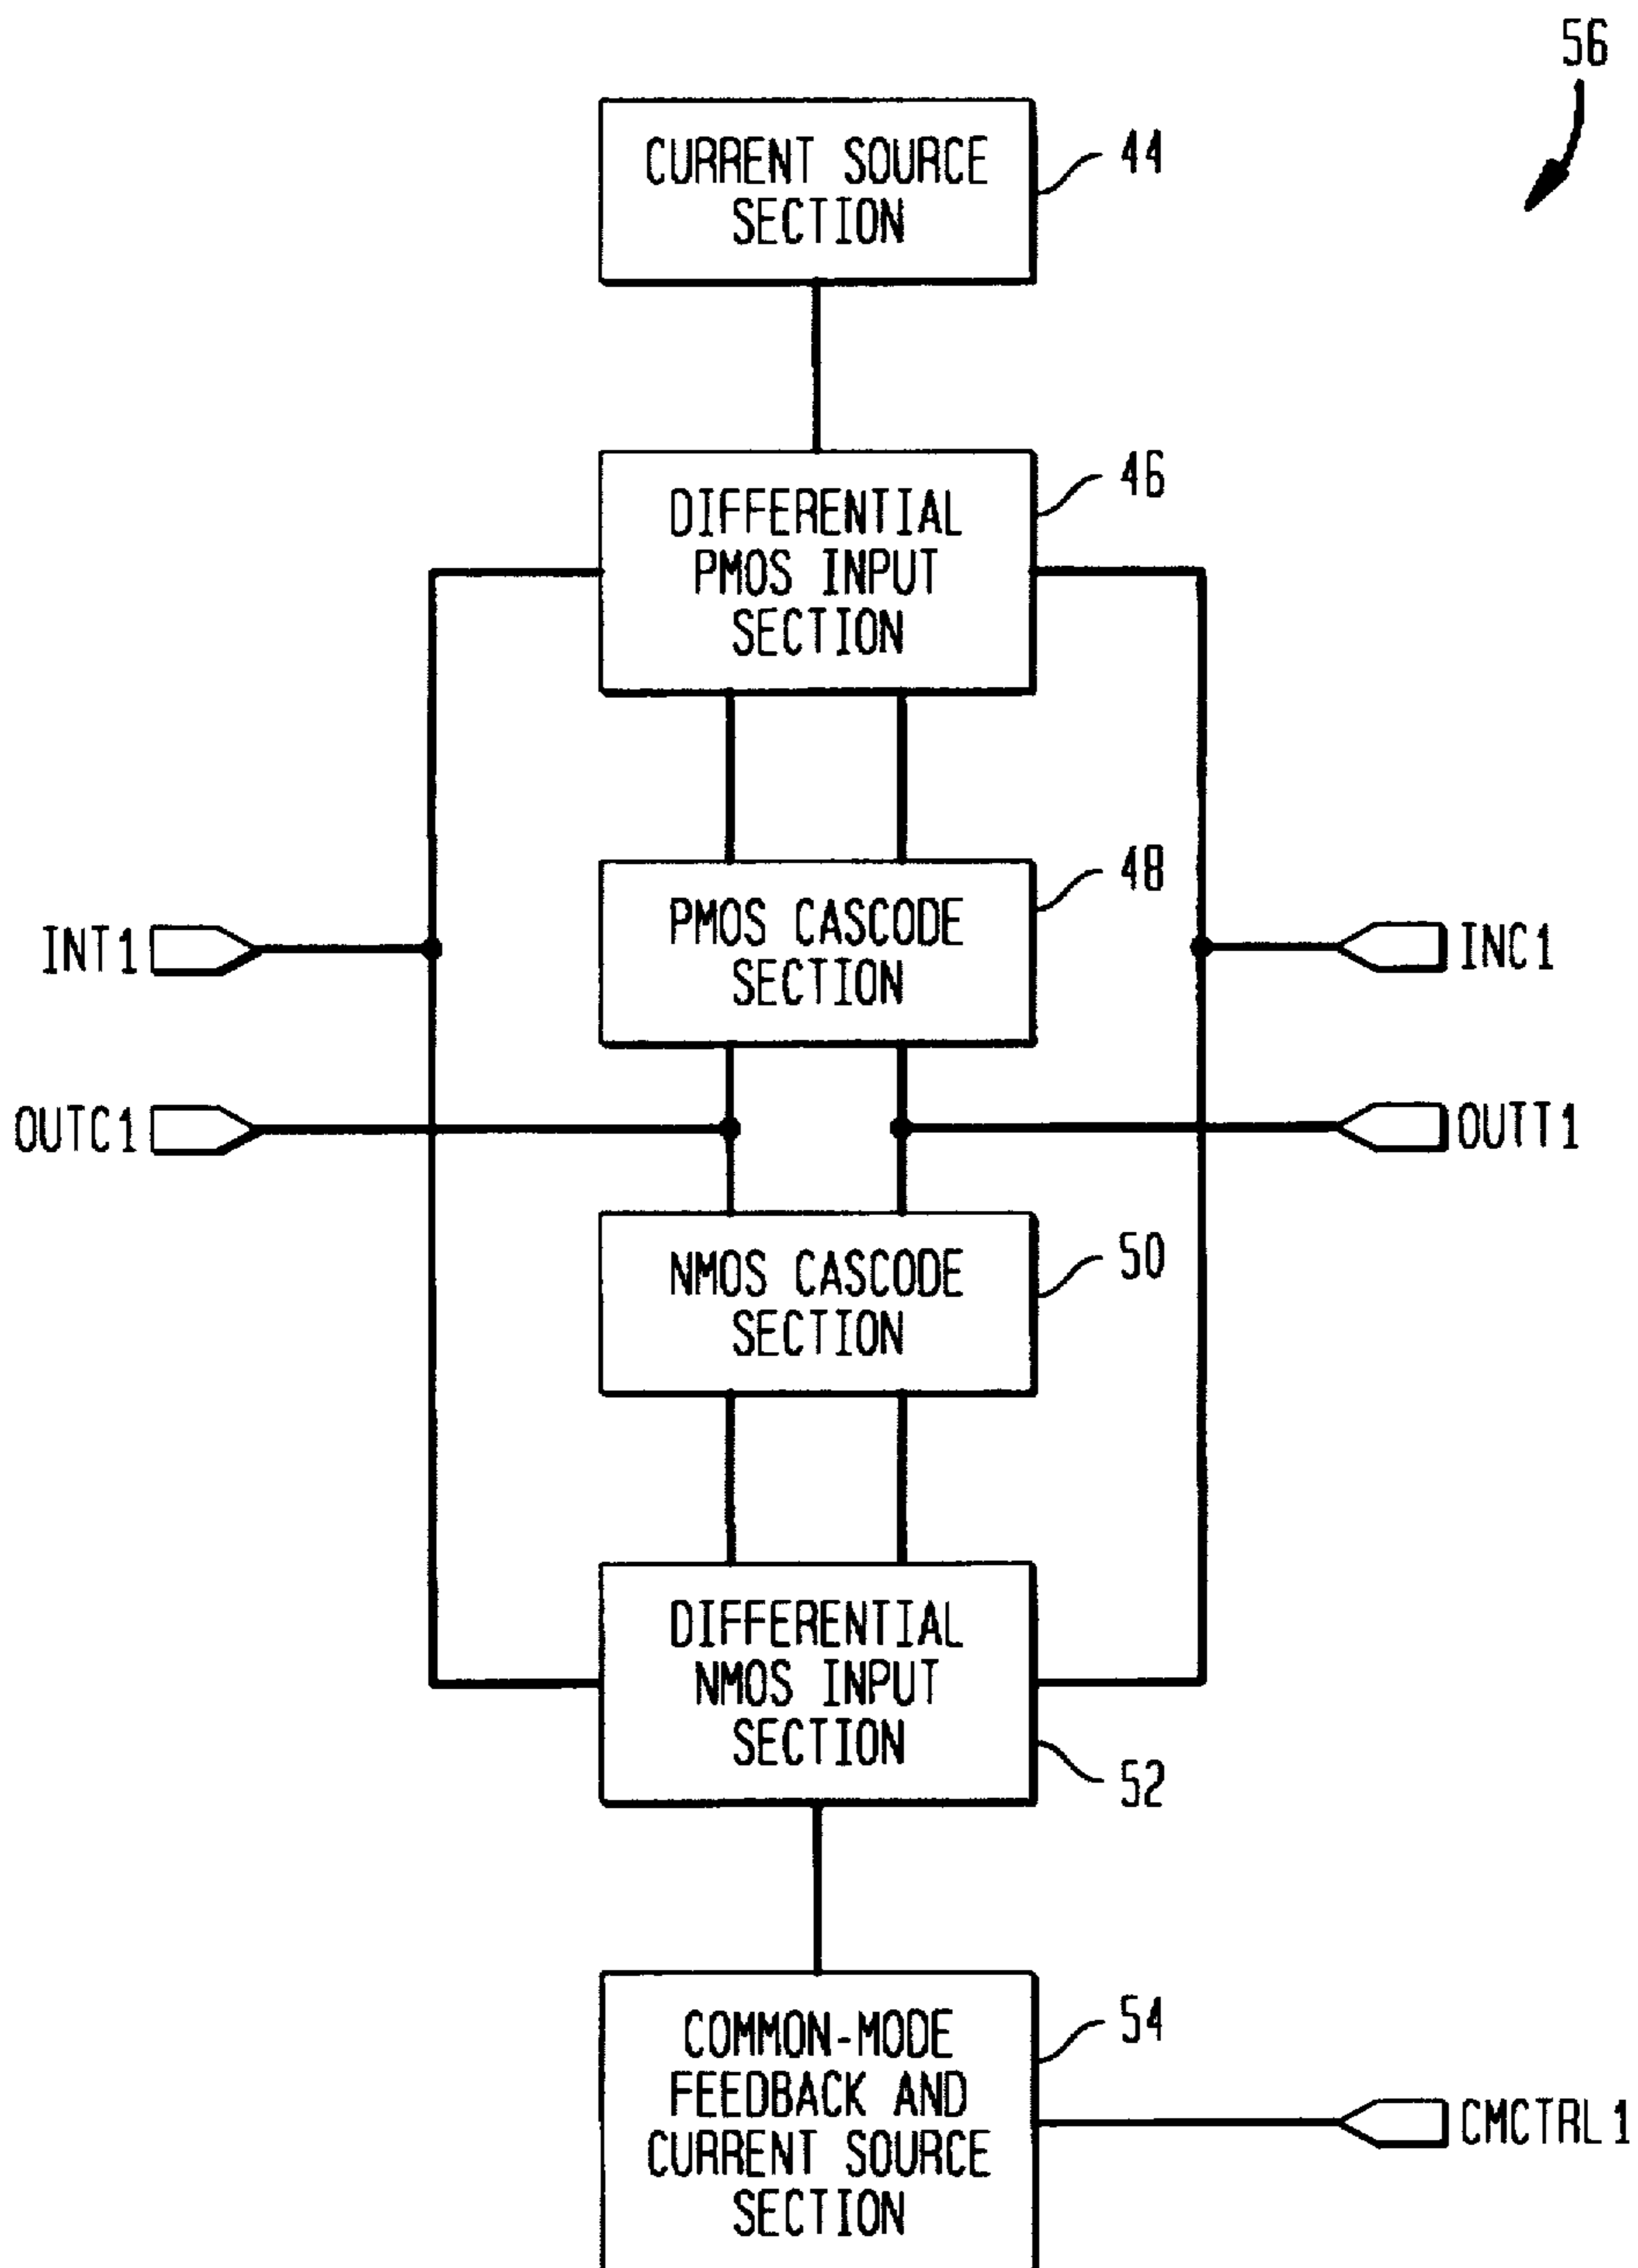 56
CURRENT SOURCE
SECTION
44
DIFFERENTIAL
PMOS INPUT
SECTION
46
PMOS CASCODE
SECTION
48
INT1
INC1
OUTC1
OUTT1
NMOS CASCODE
SECTION
50
DIFFERENTIAL
NMOS INPUT
SECTION
52
COMMON-MODE
FEEDBACK AND
CURRENT SOURCE
SECTION
54
CMCTRL1